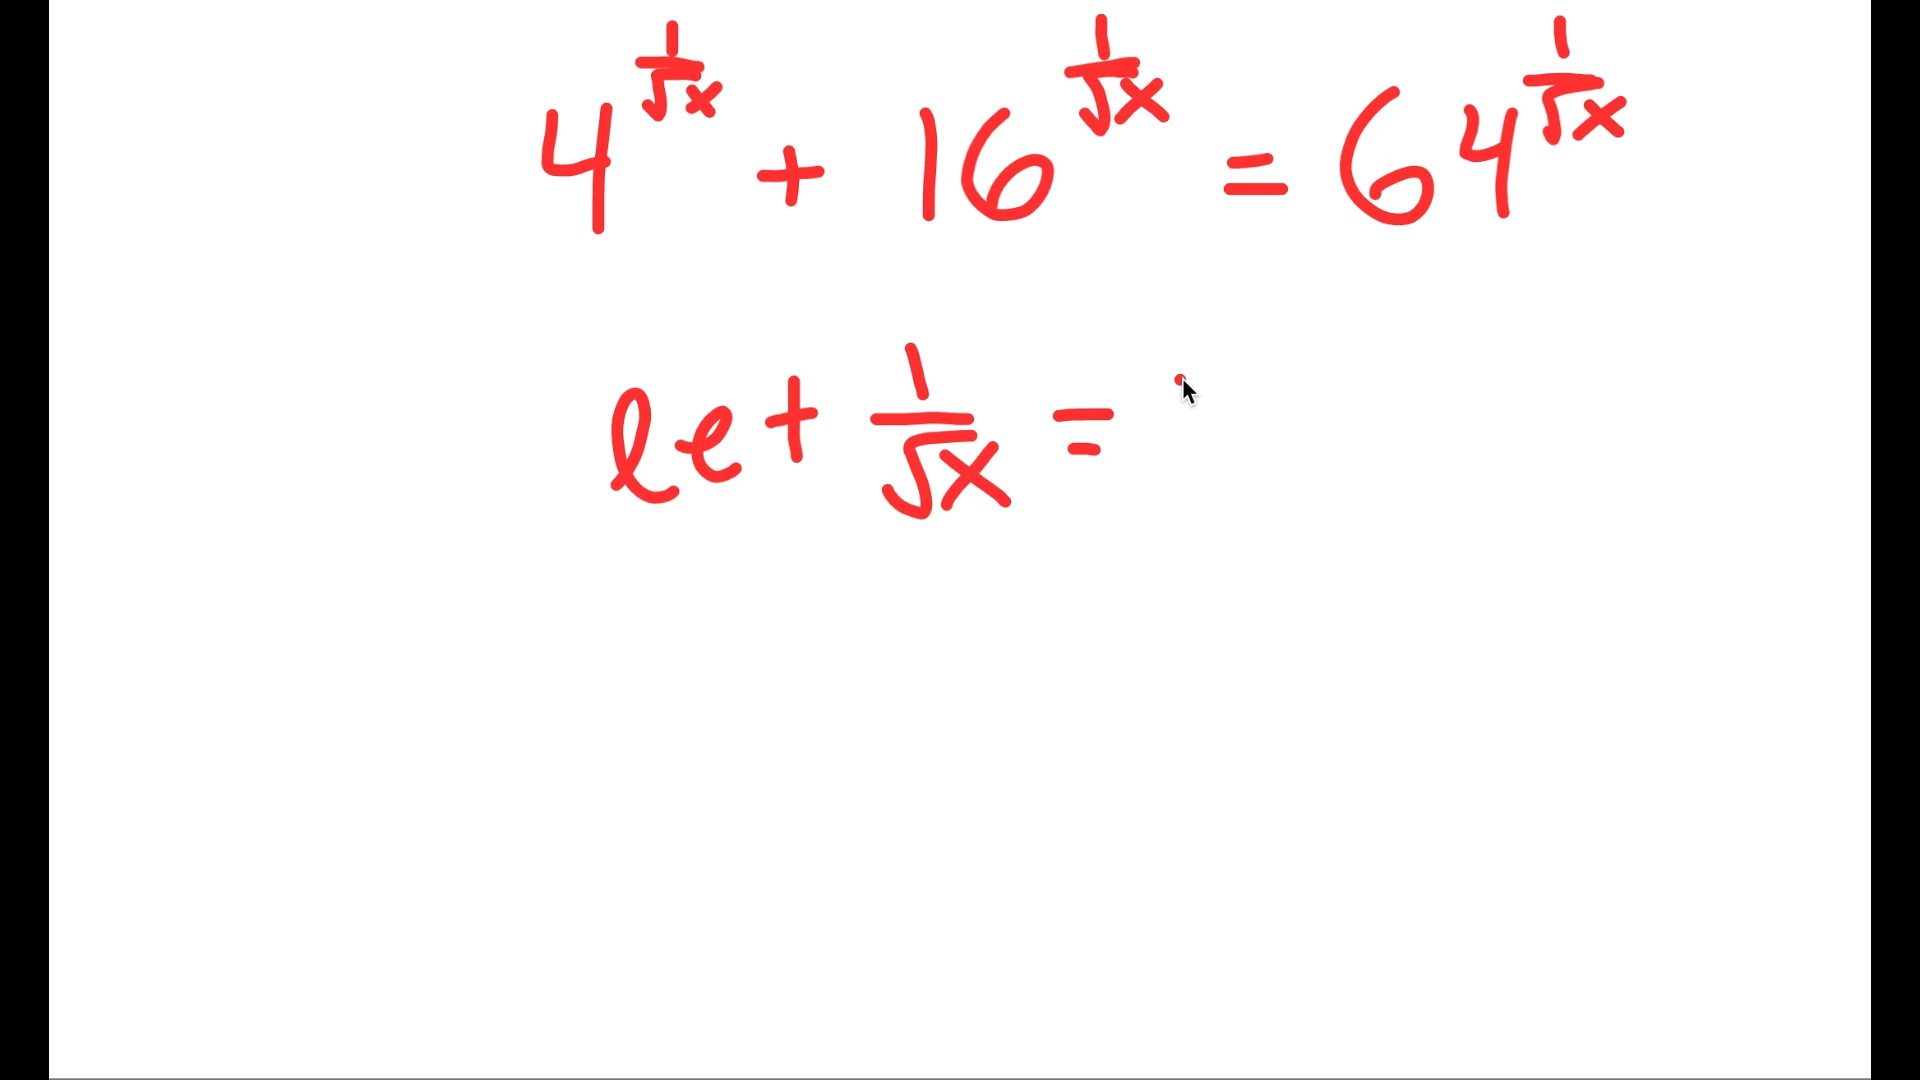 4^(1/√x) + 16^(1/√x) = 64^(1/√x)
let 1/√x =